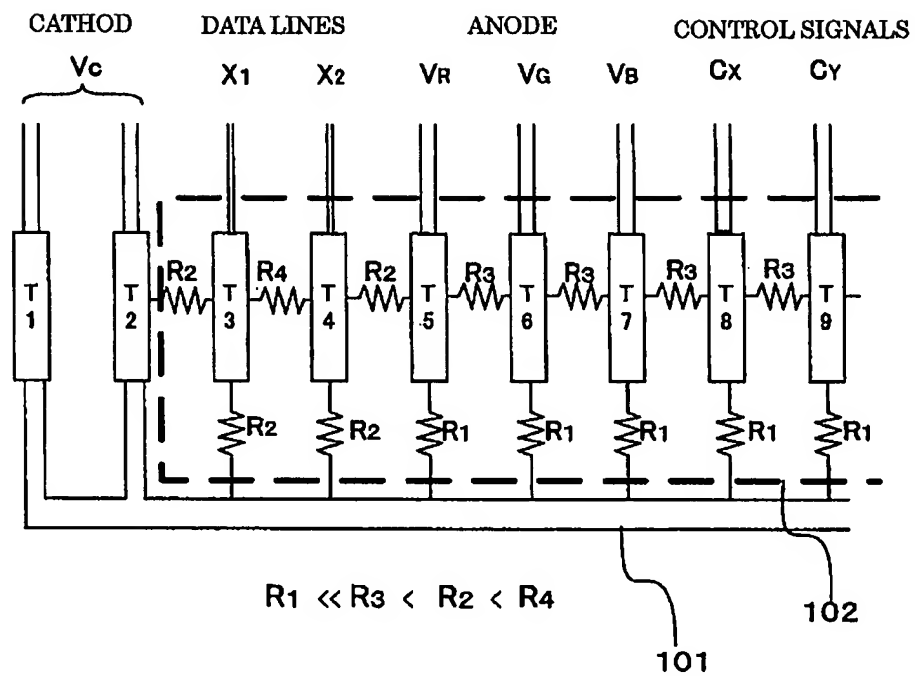 CATHOD DATA LINES ANODE CONTROL SIGNALS
Vc X1 X2 VR VG VB CX CY
R2 R4 R2 R3 R3 R3 R3
T T T T T T T T T
1 2 3 4 5 6 7 8 9
R2 R2 R1 R1 R1 R1 R1
R1 << R3 < R2 < R4
102
101